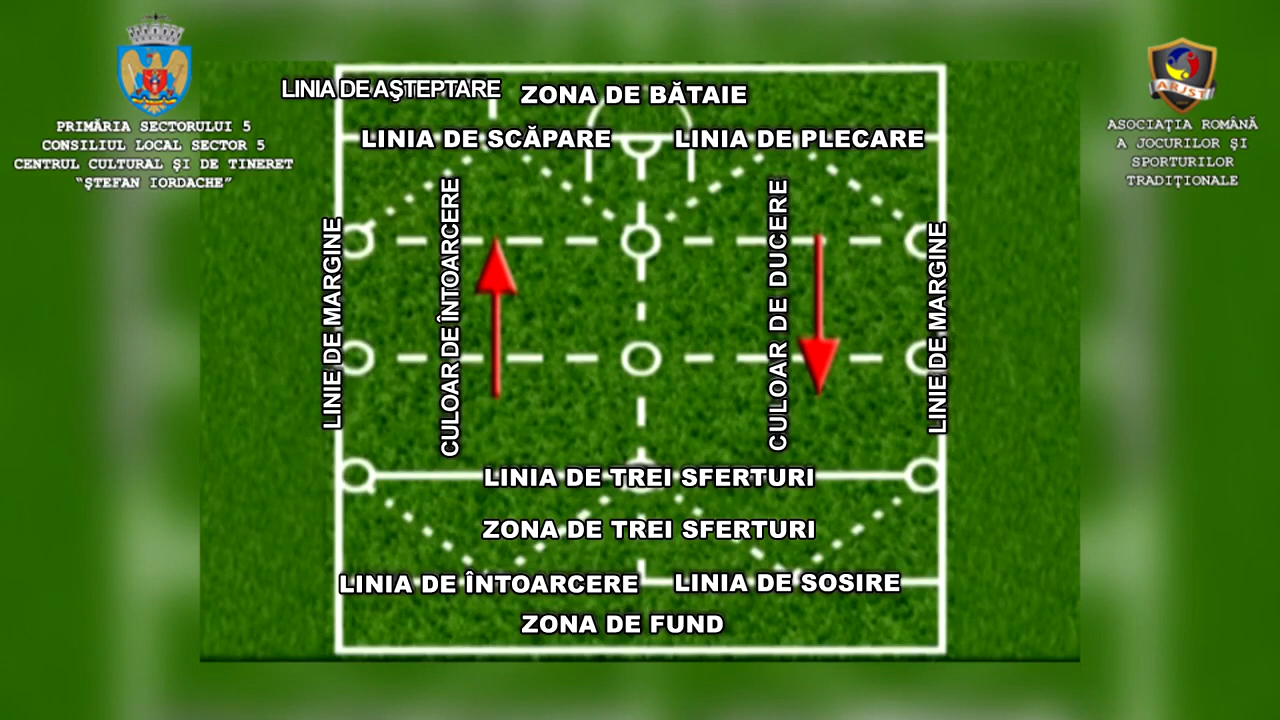 PRIMĂRIA SECTORULUI 5
CONSILIUL LOCAL SECTOR 5
CENTRUL CULTURAL ŞI DE TINERET
“ŞTEFAN IORDACHE”
ARJST
ASOCIAŢIA ROMÂNĂ
A JOCURILOR ŞI
SPORTURILOR
TRADIŢIONALE
LINIA DE AŞTEPTARE
ZONA DE BĂTAIE
LINIA DE SCĂPARE
LINIA DE PLECARE
LINIE DE MARGINE
CULOAR DE ÎNTOARCERE
CULOAR DE DUCERE
LINIE DE MARGINE
LINIA DE TREI SFERTURI
ZONA DE TREI SFERTURI
LINIA DE ÎNTOARCERE
LINIA DE SOSIRE
ZONA DE FUND